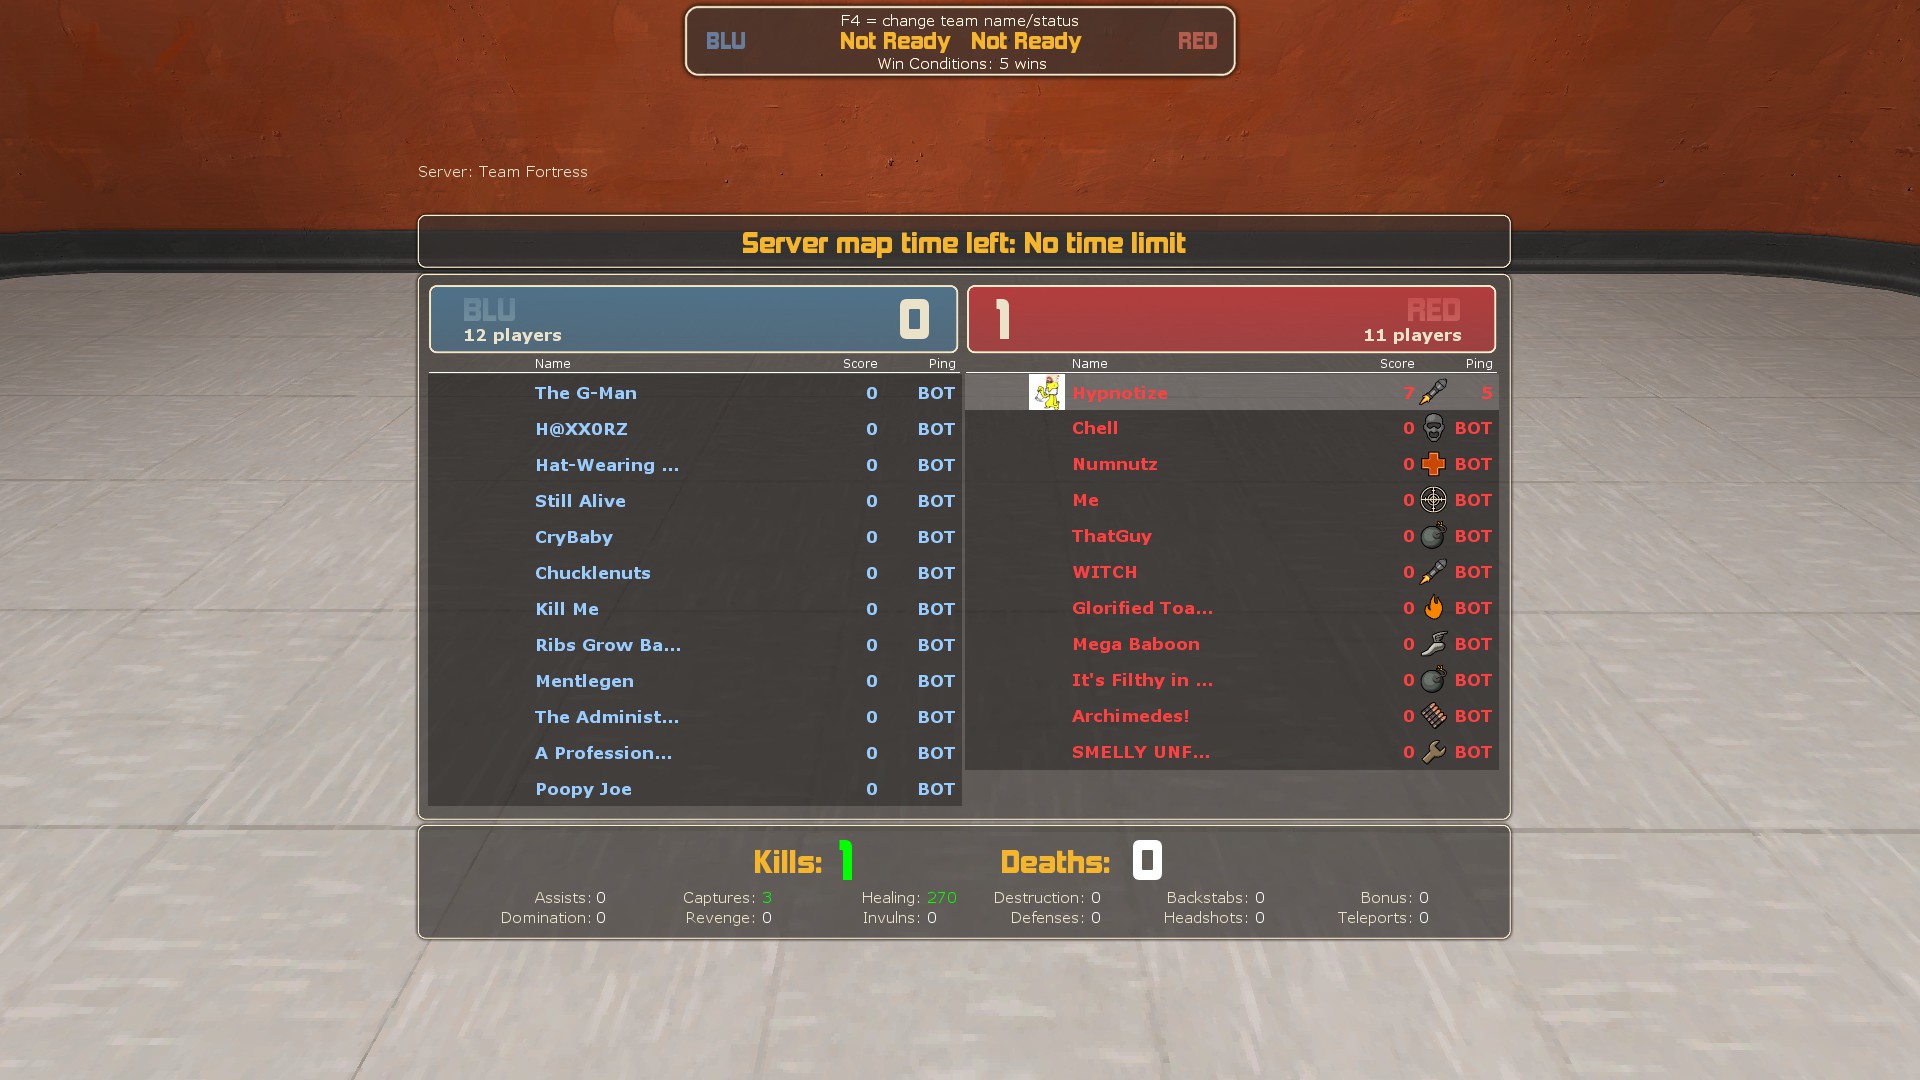 F4 = change team name/status
BLU Not Ready Not Ready RED
Win Conditions: 5 wins
Server: Team Fortress
Server map time left: No time limit
BLU 0
12 players
1 RED
11 players
Name Score Ping
The G-Man 0 BOT
H@XX0RZ 0 BOT
Hat-Wearing ... 0 BOT
Still Alive 0 BOT
CryBaby 0 BOT
Chucklenuts 0 BOT
Kill Me 0 BOT
Ribs Grow Ba... 0 BOT
Mentlegen 0 BOT
The Administ... 0 BOT
A Profession... 0 BOT
Poopy Joe 0 BOT
Name Score Ping
Hypnotize 7 5
Chell 0 BOT
Numnutz 0 BOT
Me 0 BOT
ThatGuy 0 BOT
WITCH 0 BOT
Glorified Toa... 0 BOT
Mega Baboon 0 BOT
It's Filthy in ... 0 BOT
Archimedes! 0 BOT
SMELLY UNF... 0 BOT
Kills: 1 Deaths: 0
Assists: 0 Captures: 3 Healing: 270 Destruction: 0 Backstabs: 0 Bonus: 0
Domination: 0 Revenge: 0 Invulns: 0 Defenses: 0 Headshots: 0 Teleports: 0